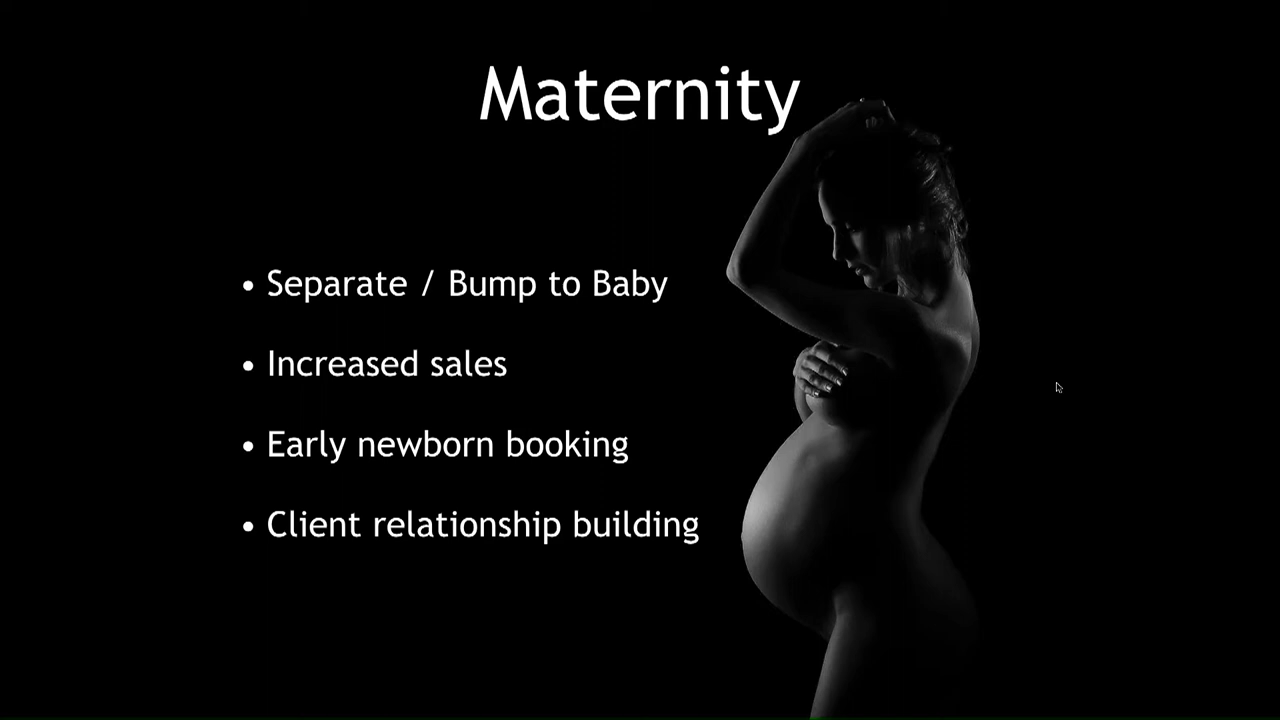 Maternity
• Separate / Bump to Baby
• Increased sales
• Early newborn booking
• Client relationship building